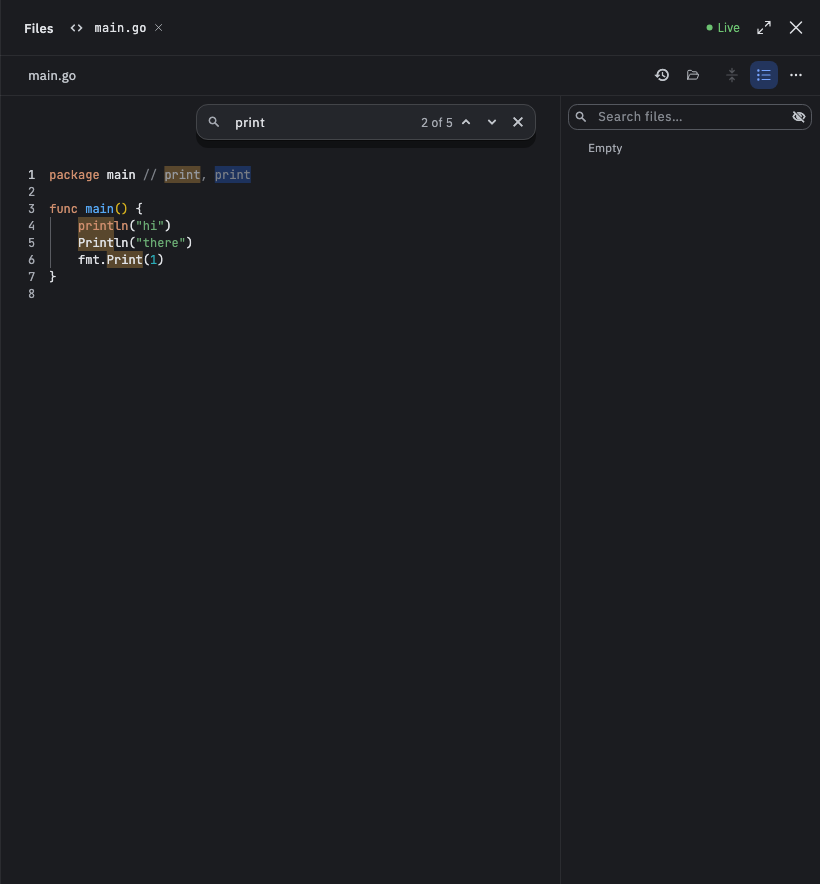 Files <> main.go ×
Live
main.go
print 2 of 5
Search files...
Empty
1 package main // print, print
2
3 func main() {
4     println("hi")
5     Println("there")
6     fmt.Print(1)
7 }
8